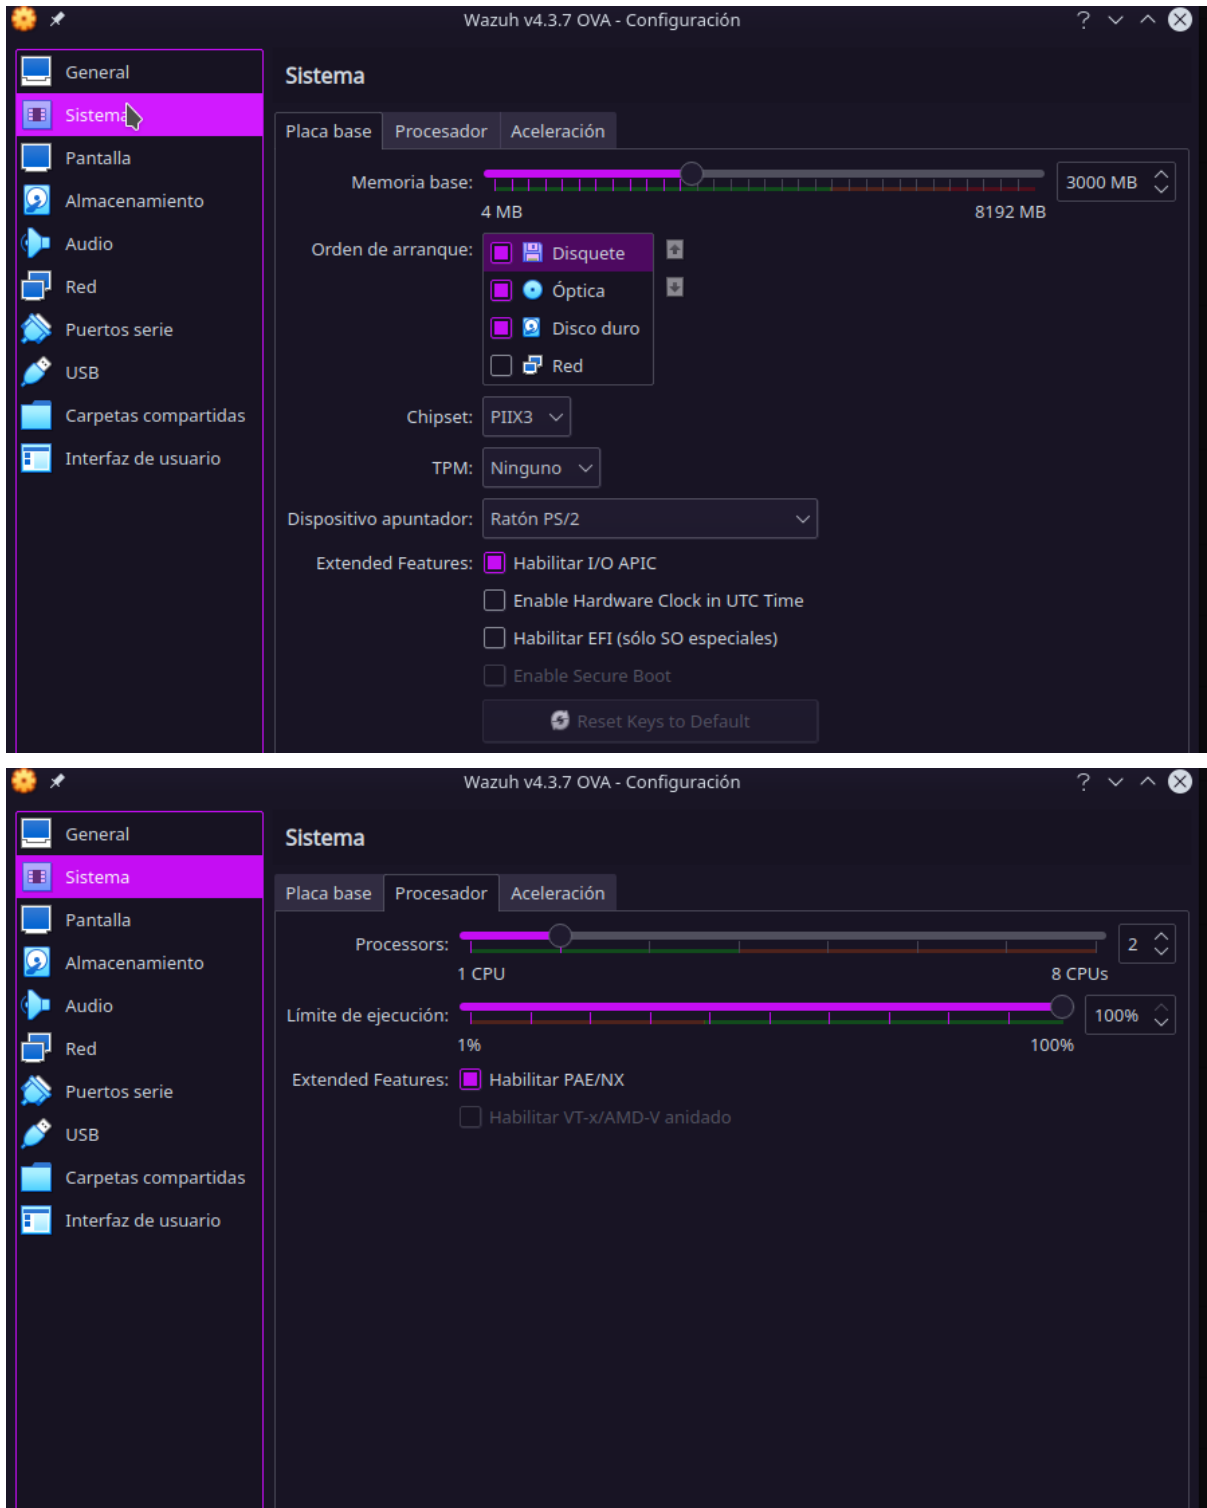 Wazuh v4.3.7 OVA - Configuración
General
Sistema
Pantalla
Almacenamiento
Audio
Red
Puertos serie
USB
Carpetas compartidas
Interfaz de usuario
Sistema
Placa base Procesador Aceleración
Memoria base: 3000 MB
4 MB 8192 MB
Orden de arranque: Disquete
Óptica
Disco duro
Red
Chipset: PIIX3
TPM: Ninguno
Dispositivo apuntador: Ratón PS/2
Extended Features: Habilitar I/O APIC
Enable Hardware Clock in UTC Time
Habilitar EFI (sólo SO especiales)
Enable Secure Boot
Reset Keys to Default
Wazuh v4.3.7 OVA - Configuración
General
Sistema
Pantalla
Almacenamiento
Audio
Red
Puertos serie
USB
Carpetas compartidas
Interfaz de usuario
Sistema
Placa base Procesador Aceleración
Processors: 2
1 CPU 8 CPUs
Límite de ejecución: 100%
1% 100%
Extended Features: Habilitar PAE/NX
Habilitar VT-x/AMD-V anidado